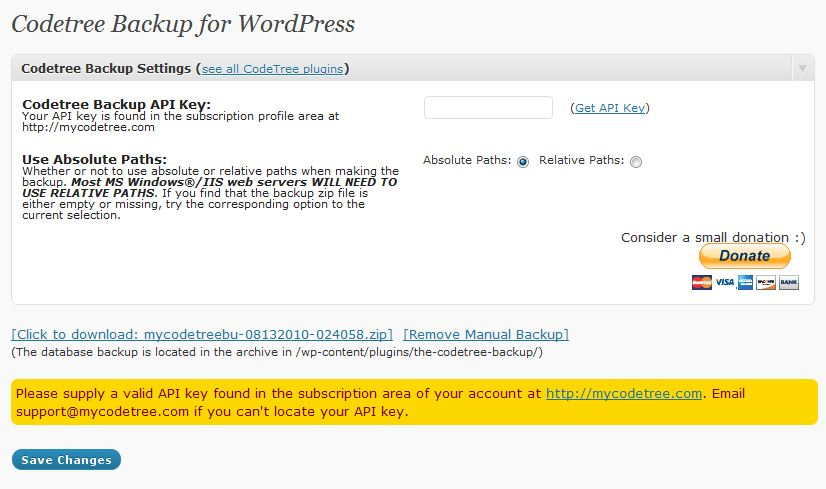 Codetree Backup for WordPress
Codetree Backup Settings (see all CodeTree plugins)
Codetree Backup API Key:
Your API key is found in the subscription profile area at
http://mycodetree.com
(Get API Key)
Use Absolute Paths:
Whether or not to use absolute or relative paths when making the
backup. Most MS Windows®/IIS web servers WILL NEED TO
USE RELATIVE PATHS. If you find that the backup zip file is
either empty or missing, try the corresponding option to the
current selection.
Absolute Paths: Relative Paths:
Consider a small donation :)
Donate
MasterCard VISA BANK
[Click to download: mycodetreebu-08132010-024058.zip] [Remove Manual Backup]
(The database backup is located in the archive in /wp-content/plugins/the-codetree-backup/)
Please supply a valid API key found in the subscription area of your account at http://mycodetree.com. Email
support@mycodetree.com if you can't locate your API key.
Save Changes